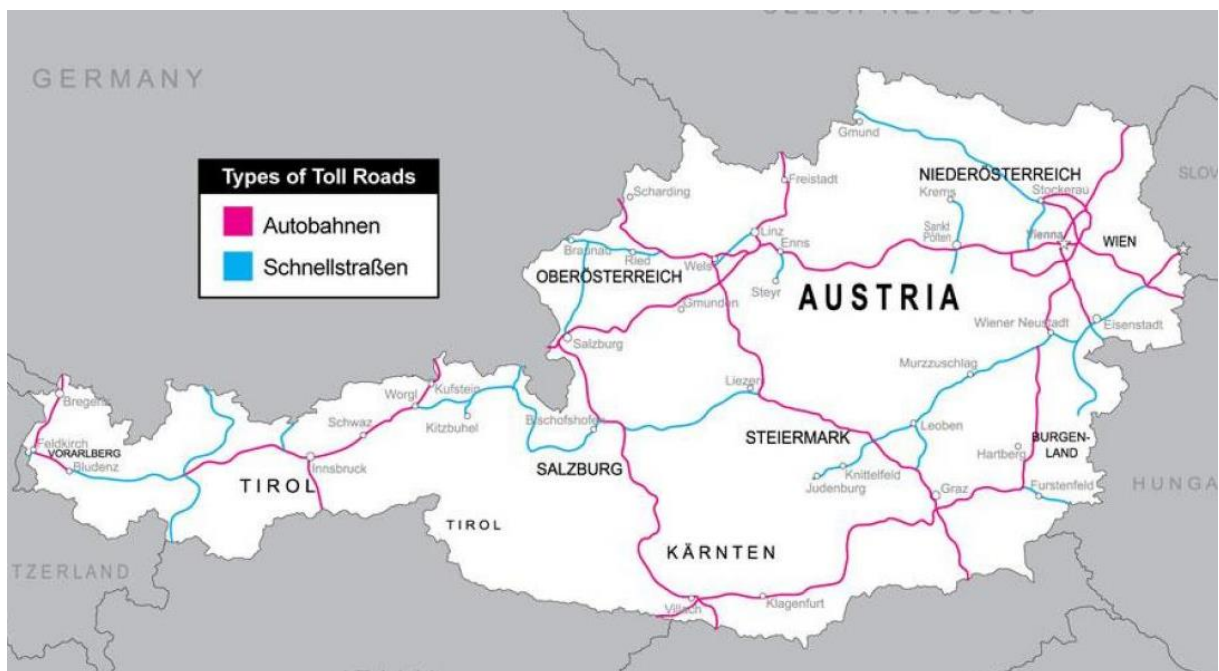 CZECH REPUBLIC
GERMANY
Types of Toll Roads
Autobahnen
Schnellstraßen
Gmund
Freistadt
Scharding
NIEDERÖSTERREICH
Krems
Stockerau
SLOV
Linz
Enns
Sankt
Pölten
Vienna
WIEN
Braunau
Ried
Wels
OBERÖSTERREICH
Steyr
Gmunden
AUSTRIA
Salzburg
Wiener Neustadt
Eisenstadt
Murzzuschlag
Liezen
Worgl
Kufstein
Bregenz
Schwaz
Kitzbuhel
Bischofshofen
Leoben
Feldkirch
VORARLBERG
Bludenz
Innsbruck
STEIERMARK
BURGEN-
LAND
Hartberg
SALZBURG
Knittelfeld
Judenburg
TIROL
Graz
Furstenfeld
HUNGA
TIROL
KÄRNTEN
TZERLAND
Villach
Klagenfurt